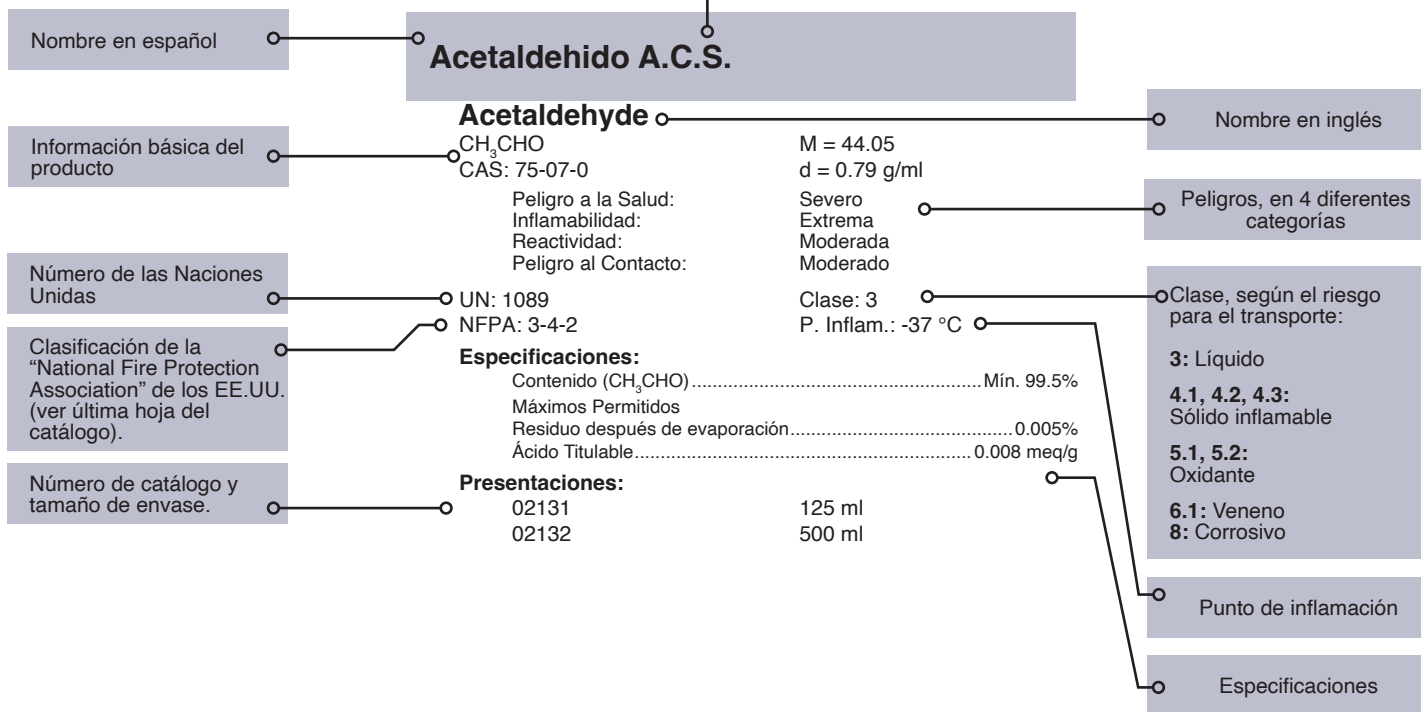 Nombre en español
Acetaldehido A.C.S.
Acetaldehyde
Nombre en inglés
Información básica del
producto
CH₃CHO M = 44.05
CAS: 75-07-0 d = 0.79 g/ml
Peligro a la Salud: Severo
Inflamabilidad: Extrema
Reactividad: Moderada
Peligro al Contacto: Moderado
Peligros, en 4 diferentes
categorías
Número de las Naciones
Unidas
UN: 1089 Clase: 3
NFPA: 3-4-2 P. Inflam.: -37 °C
Clase, según el riesgo
para el transporte:
3: Líquido
4.1, 4.2, 4.3:
Sólido inflamable
5.1, 5.2:
Oxidante
6.1: Veneno
8: Corrosivo
Clasificación de la
“National Fire Protection
Association” de los EE.UU.
(ver última hoja del
catálogo).
Especificaciones:
Contenido (CH₃CHO)......................................................Mín. 99.5%
Máximos Permitidos
Residuo después de evaporación.........................................0.005%
Ácido Titulable..............................................................0.008 meq/g
Número de catálogo y
tamaño de envase.
Presentaciones:
02131 125 ml
02132 500 ml
Punto de inflamación
Especificaciones